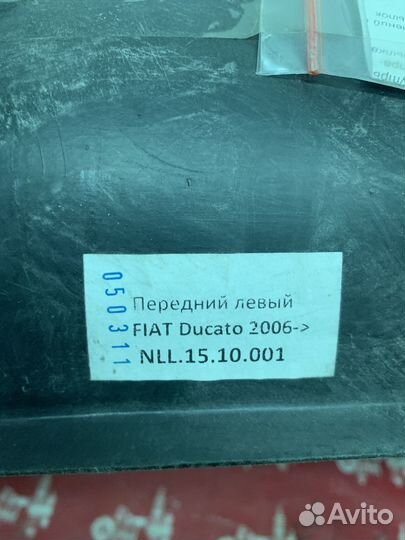 050311
Передний левый
FIAT Ducato 2006->
NLL.15.10.001
Avito